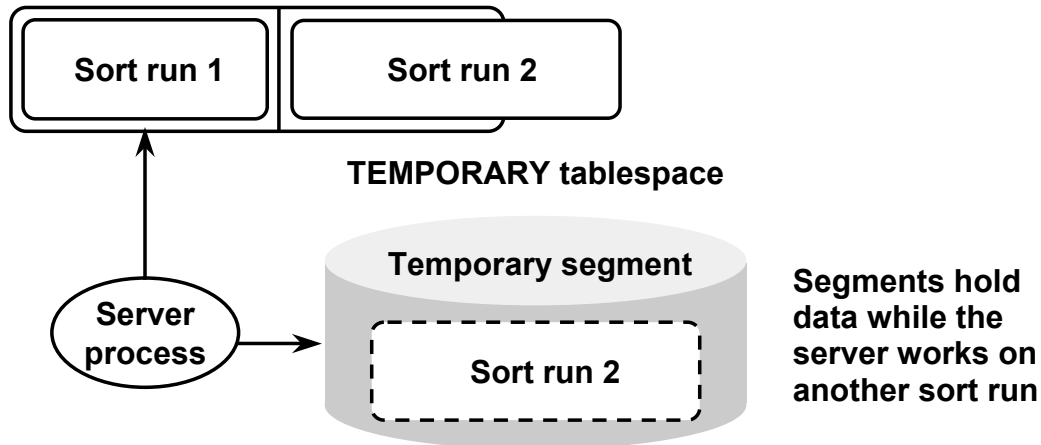 Sort run 1
Sort run 2
TEMPORARY tablespace
Temporary segment
Server
process
Sort run 2
Segments hold
data while the
server works on
another sort run